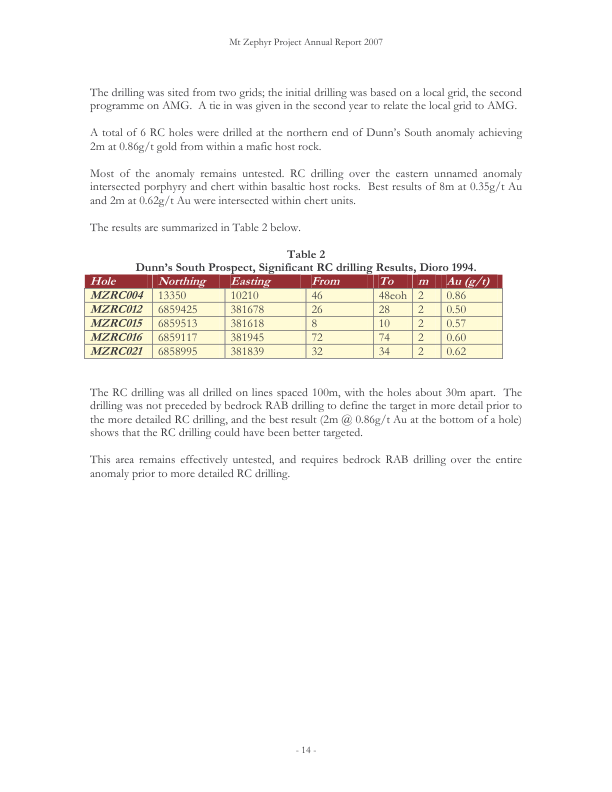 Mt Zephyr Project Annual Report 2007
The drilling was sited from two grids; the initial drilling was based on a local grid, the second
programme on AMG.  A tie in was given in the second year to relate the local grid to AMG.
A total of 6 RC holes were drilled at the northern end of Dunn's South anomaly achieving
2m at 0.86g/t gold from within a mafic host rock.
Most of the anomaly remains untested. RC drilling over the eastern unnamed anomaly
intersected porphyry and chert within basaltic host rocks.  Best results of 8m at 0.35g/t Au
and 2m at 0.62g/t Au were intersected within chert units.
The results are summarized in Table 2 below.
Table 2
Dunn's South Prospect, Significant RC drilling Results, Dioro 1994.
Hole Northing Easting From To m Au (g/t)
MZRC004 13350 10210 46 48eoh 2 0.86
MZRC012 6859425 381678 26 28 2 0.50
MZRC015 6859513 381618 8 10 2 0.57
MZRC016 6859117 381945 72 74 2 0.60
MZRC021 6858995 381839 32 34 2 0.62
The RC drilling was all drilled on lines spaced 100m, with the holes about 30m apart.  The
drilling was not preceded by bedrock RAB drilling to define the target in more detail prior to
the more detailed RC drilling, and the best result (2m @ 0.86g/t Au at the bottom of a hole)
shows that the RC drilling could have been better targeted.
This area remains effectively untested, and requires bedrock RAB drilling over the entire
anomaly prior to more detailed RC drilling.
- 14 -